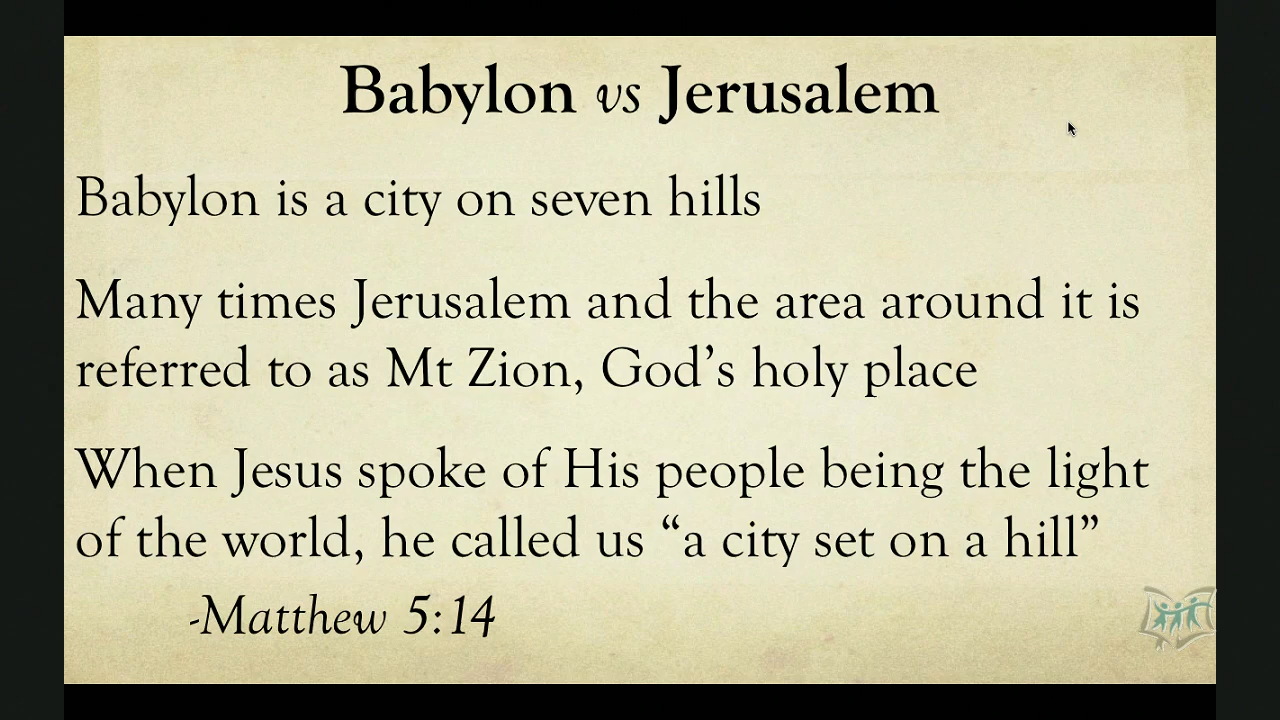 Babylon vs Jerusalem
Babylon is a city on seven hills
Many times Jerusalem and the area around it is
referred to as Mt Zion, God’s holy place
When Jesus spoke of His people being the light
of the world, he called us “a city set on a hill”
-Matthew 5:14